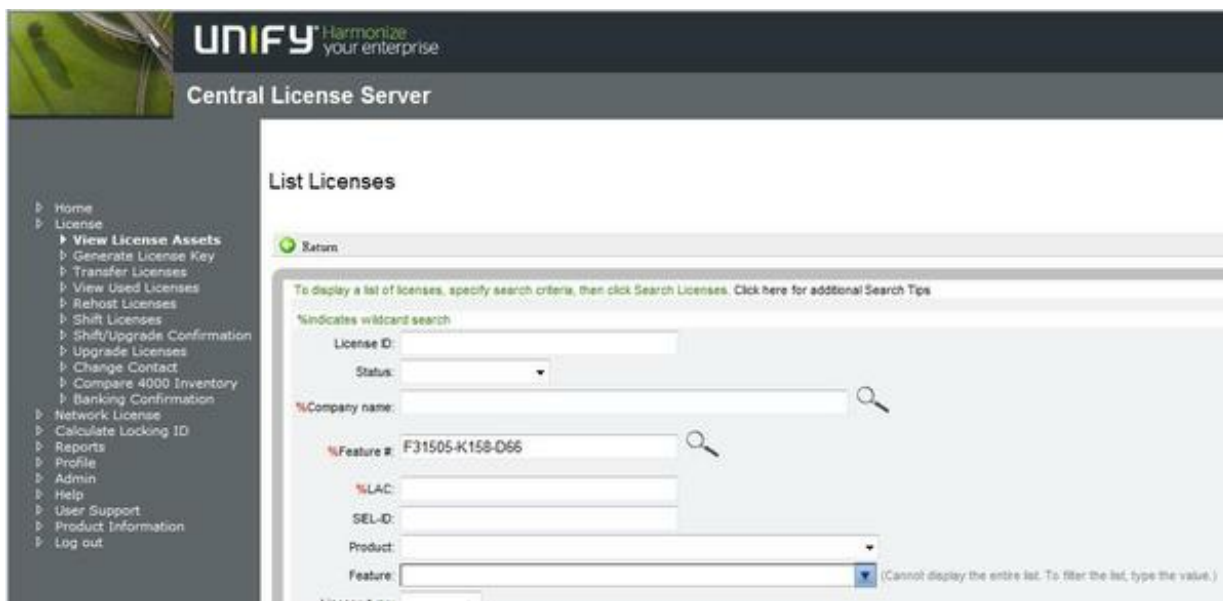 UNIFY Harmonize
your enterprise
Central License Server
List Licenses
Home
License
View License Assets
Generate License Key
Transfer Licenses
View Used Licenses
Rehost Licenses
Shift Licenses
Shift/Upgrade Confirmation
Upgrade Licenses
Change Contact
Compare 4000 Inventory
Banking Confirmation
Network License
Calculate Locking ID
Reports
Profile
Admin
Help
User Support
Product Information
Log out
Return
To display a list of licenses, specify search criteria, then click Search Licenses. Click here for additional Search Tips
%indicates wildcard search
License ID:
Status:
%Company name:
%Feature #: F31505-K158-D66
%LAC:
SEL-ID:
Product:
Feature: (Cannot display the entire list. To filter the list, type the value.)